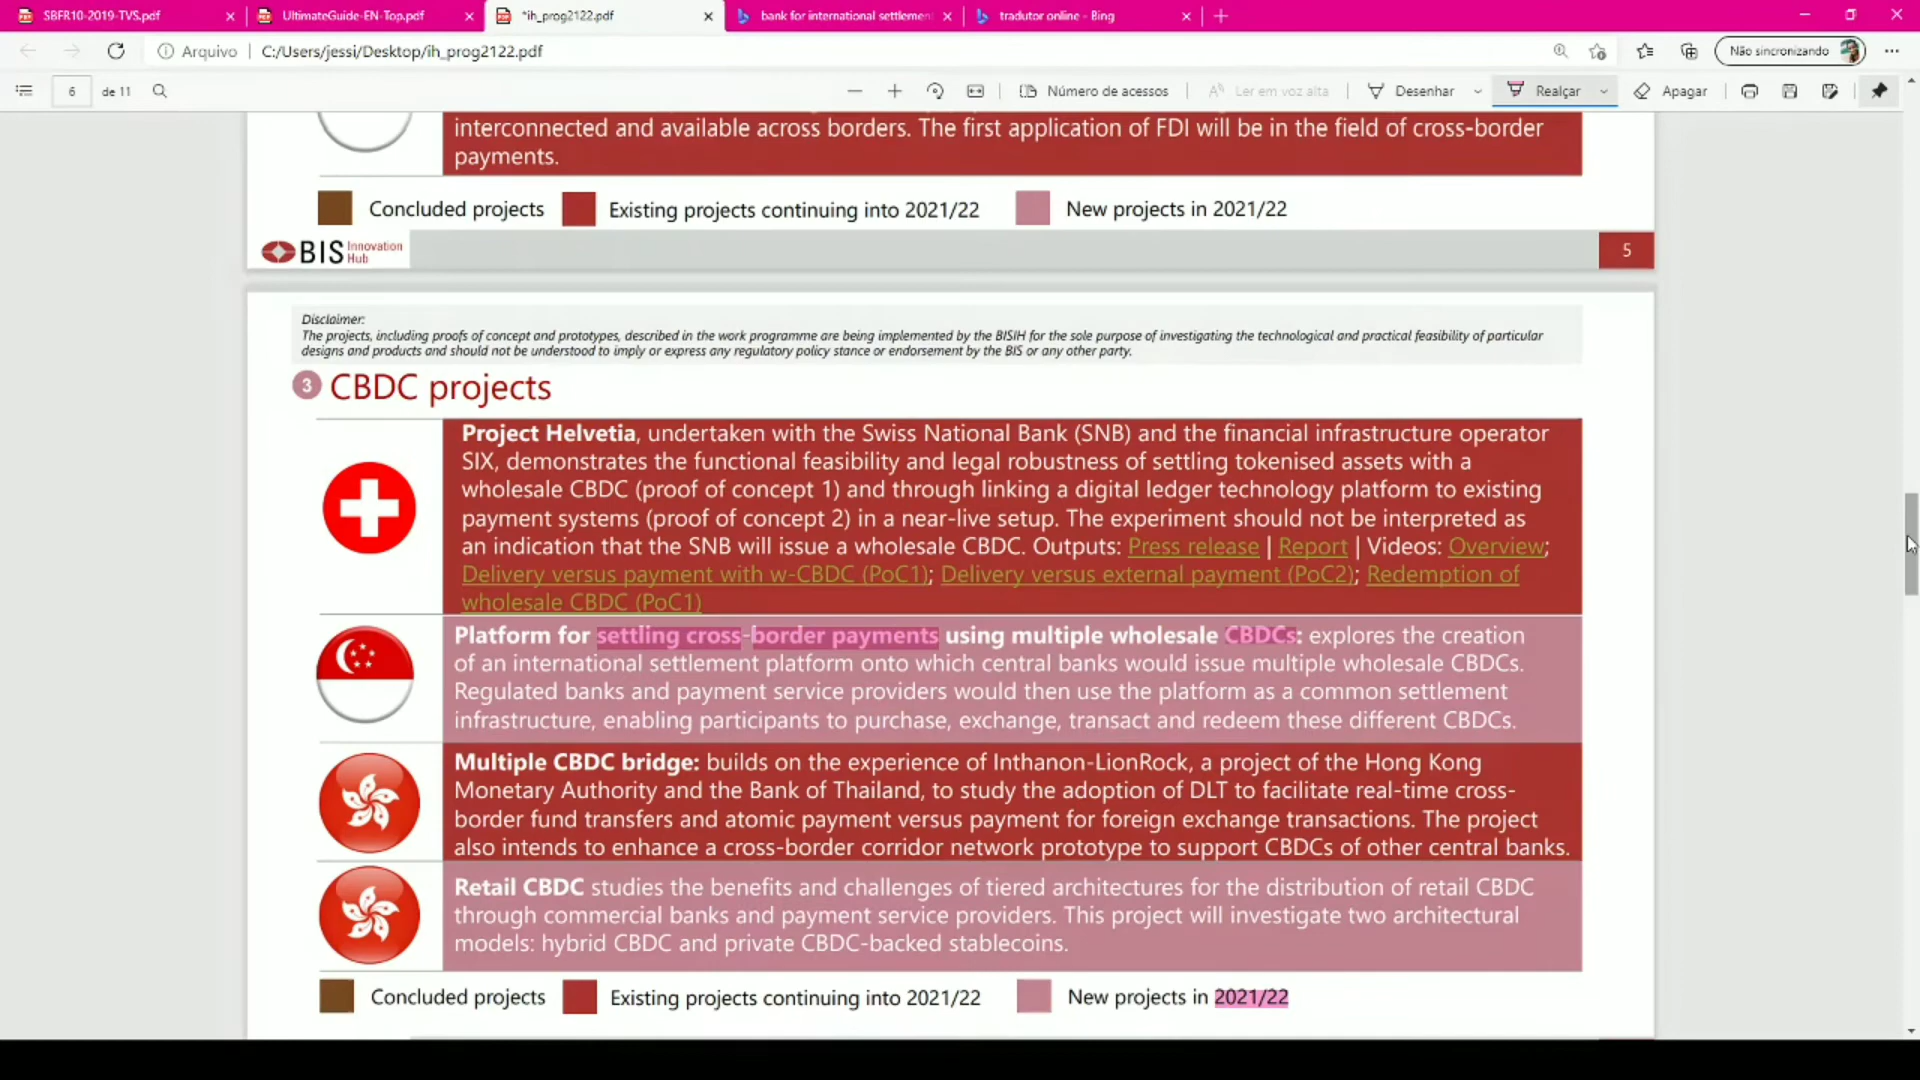 SBFR10-2019-TVS.pdf
UltimateGuide-EN-Top.pdf
*ih_prog2122.pdf
bank for international settlemen
tradutor online - Bing
Arquivo
C:/Users/jessi/Desktop/ih_prog2122.pdf
Não sincronizando
6 de 11
Número de acessos
Ler em voz alta
Desenhar
Realçar
Apagar
interconnected and available across borders. The first application of FDI will be in the field of cross-border
payments.
Concluded projects
Existing projects continuing into 2021/22
New projects in 2021/22
BIS Innovation
Hub
5
Disclaimer:
The projects, including proofs of concept and prototypes, described in the work programme are being implemented by the BISIH for the sole purpose of investigating the technological and practical feasibility of particular
designs and products and should not be understood to imply or express any regulatory policy stance or endorsement by the BIS or any other party.
3 CBDC projects
Project Helvetia, undertaken with the Swiss National Bank (SNB) and the financial infrastructure operator
SIX, demonstrates the functional feasibility and legal robustness of settling tokenised assets with a
wholesale CBDC (proof of concept 1) and through linking a digital ledger technology platform to existing
payment systems (proof of concept 2) in a near-live setup. The experiment should not be interpreted as
an indication that the SNB will issue a wholesale CBDC. Outputs: Press release | Report | Videos: Overview;
Delivery versus payment with w-CBDC (PoC1); Delivery versus external payment (PoC2); Redemption of
wholesale CBDC (PoC1)
Platform for settling cross-border payments using multiple wholesale CBDCs: explores the creation
of an international settlement platform onto which central banks would issue multiple wholesale CBDCs.
Regulated banks and payment service providers would then use the platform as a common settlement
infrastructure, enabling participants to purchase, exchange, transact and redeem these different CBDCs.
Multiple CBDC bridge: builds on the experience of Inthanon-LionRock, a project of the Hong Kong
Monetary Authority and the Bank of Thailand, to study the adoption of DLT to facilitate real-time cross-
border fund transfers and atomic payment versus payment for foreign exchange transactions. The project
also intends to enhance a cross-border corridor network prototype to support CBDCs of other central banks.
Retail CBDC studies the benefits and challenges of tiered architectures for the distribution of retail CBDC
through commercial banks and payment service providers. This project will investigate two architectural
models: hybrid CBDC and private CBDC-backed stablecoins.
Concluded projects
Existing projects continuing into 2021/22
New projects in 2021/22